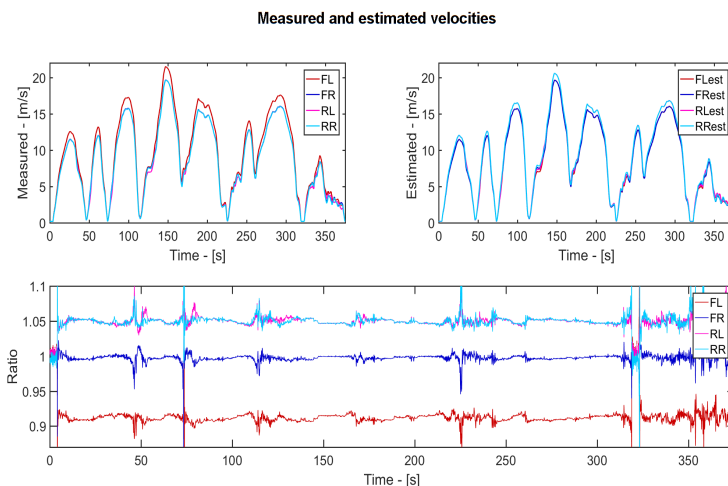 Measured and estimated velocities
Measured - [m/s]
20
15
10
5
0
0 50 100 150 200 250 300 350
Time - [s]
FL
FR
RL
RR
Estimated - [m/s]
20
15
10
5
0
0 50 100 150 200 250 300 350
Time - [s]
FLest
FRest
RLest
RRest
Ratio
1.1
1.05
1
0.95
0.9
0 50 100 150 200 250 300 350
Time - [s]
FL
FR
RL
RR